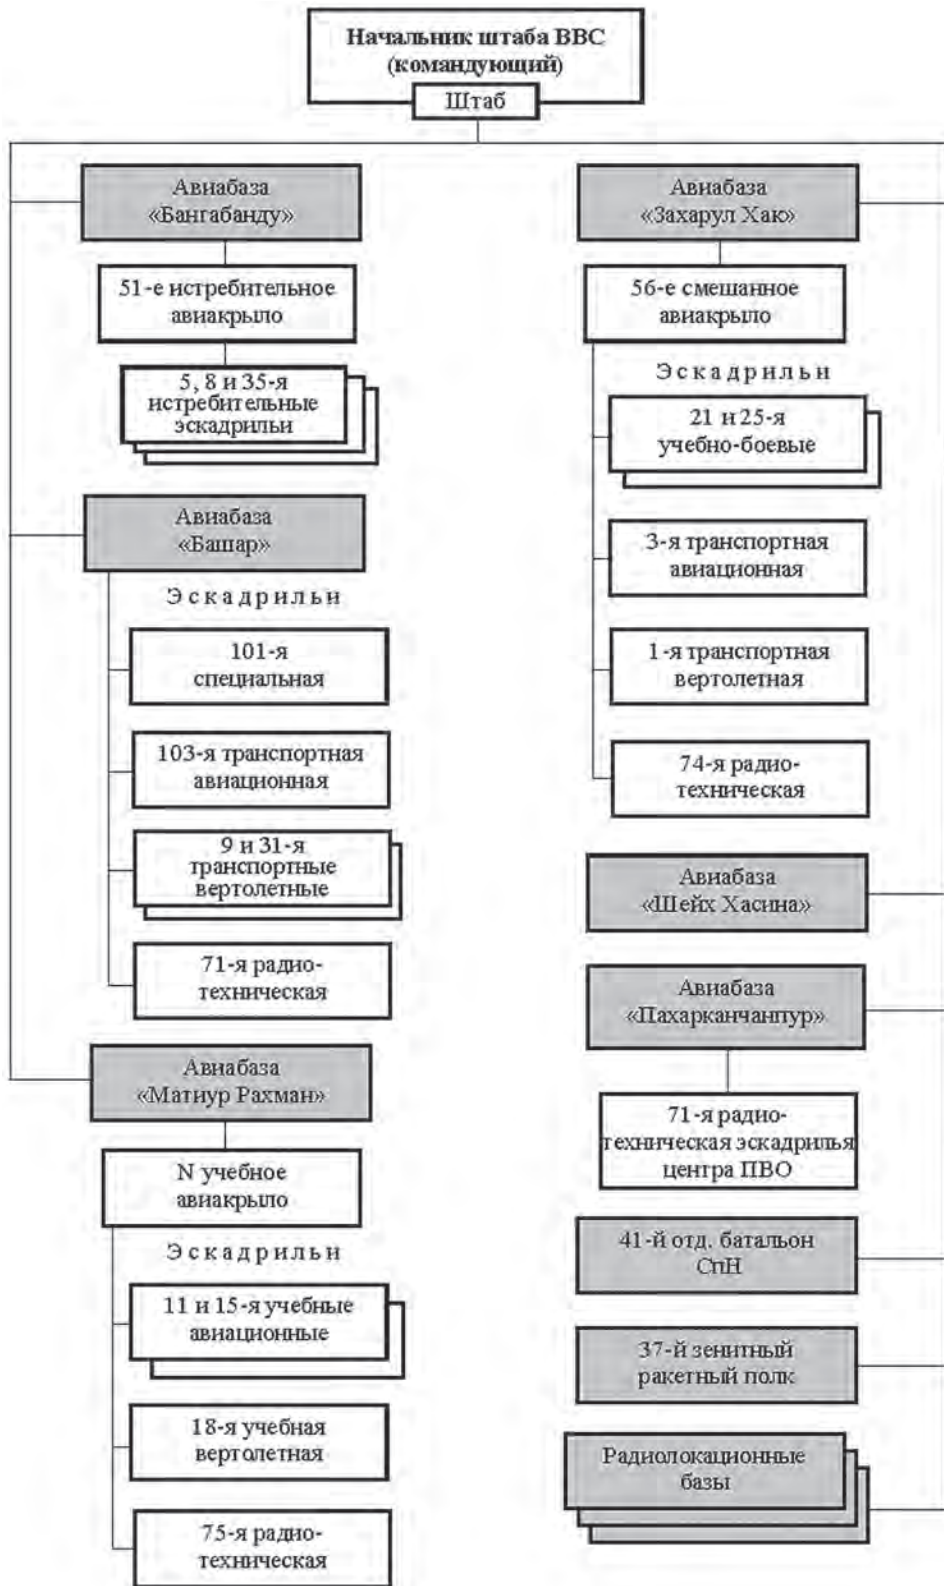 Начальник штаба ВВС
(командующий)
Штаб
Авиабаза
«Бангабанду»
51-е истребительное
авиакрыло
5, 8 и 35-я
истребительные
эскадрильи
Авиабаза
«Башар»
Эскадрильи
101-я
специальная
103-я транспортная
авиационная
9 и 31-я
транспортные
вертолетные
71-я радио-
техническая
Авиабаза
«Матиур Рахман»
N учебное
авиакрыло
Эскадрильи
11 и 15-я учебные
авиационные
18-я учебная
вертолетная
75-я радио-
техническая
Авиабаза
«Захарул Хак»
56-е смешанное
авиакрыло
Эскадрильи
21 и 25-я
учебно-боевые
3-я транспортная
авиационная
1-я транспортная
вертолетная
74-я радио-
техническая
Авиабаза
«Шейх Хасина»
Авиабаза
«Пахарканчанпур»
71-я радио-
техническая эскадрилья
центра ПВО
41-й отд. батальон
СпН
37-й зенитный
ракетный полк
Радиолокационные
базы